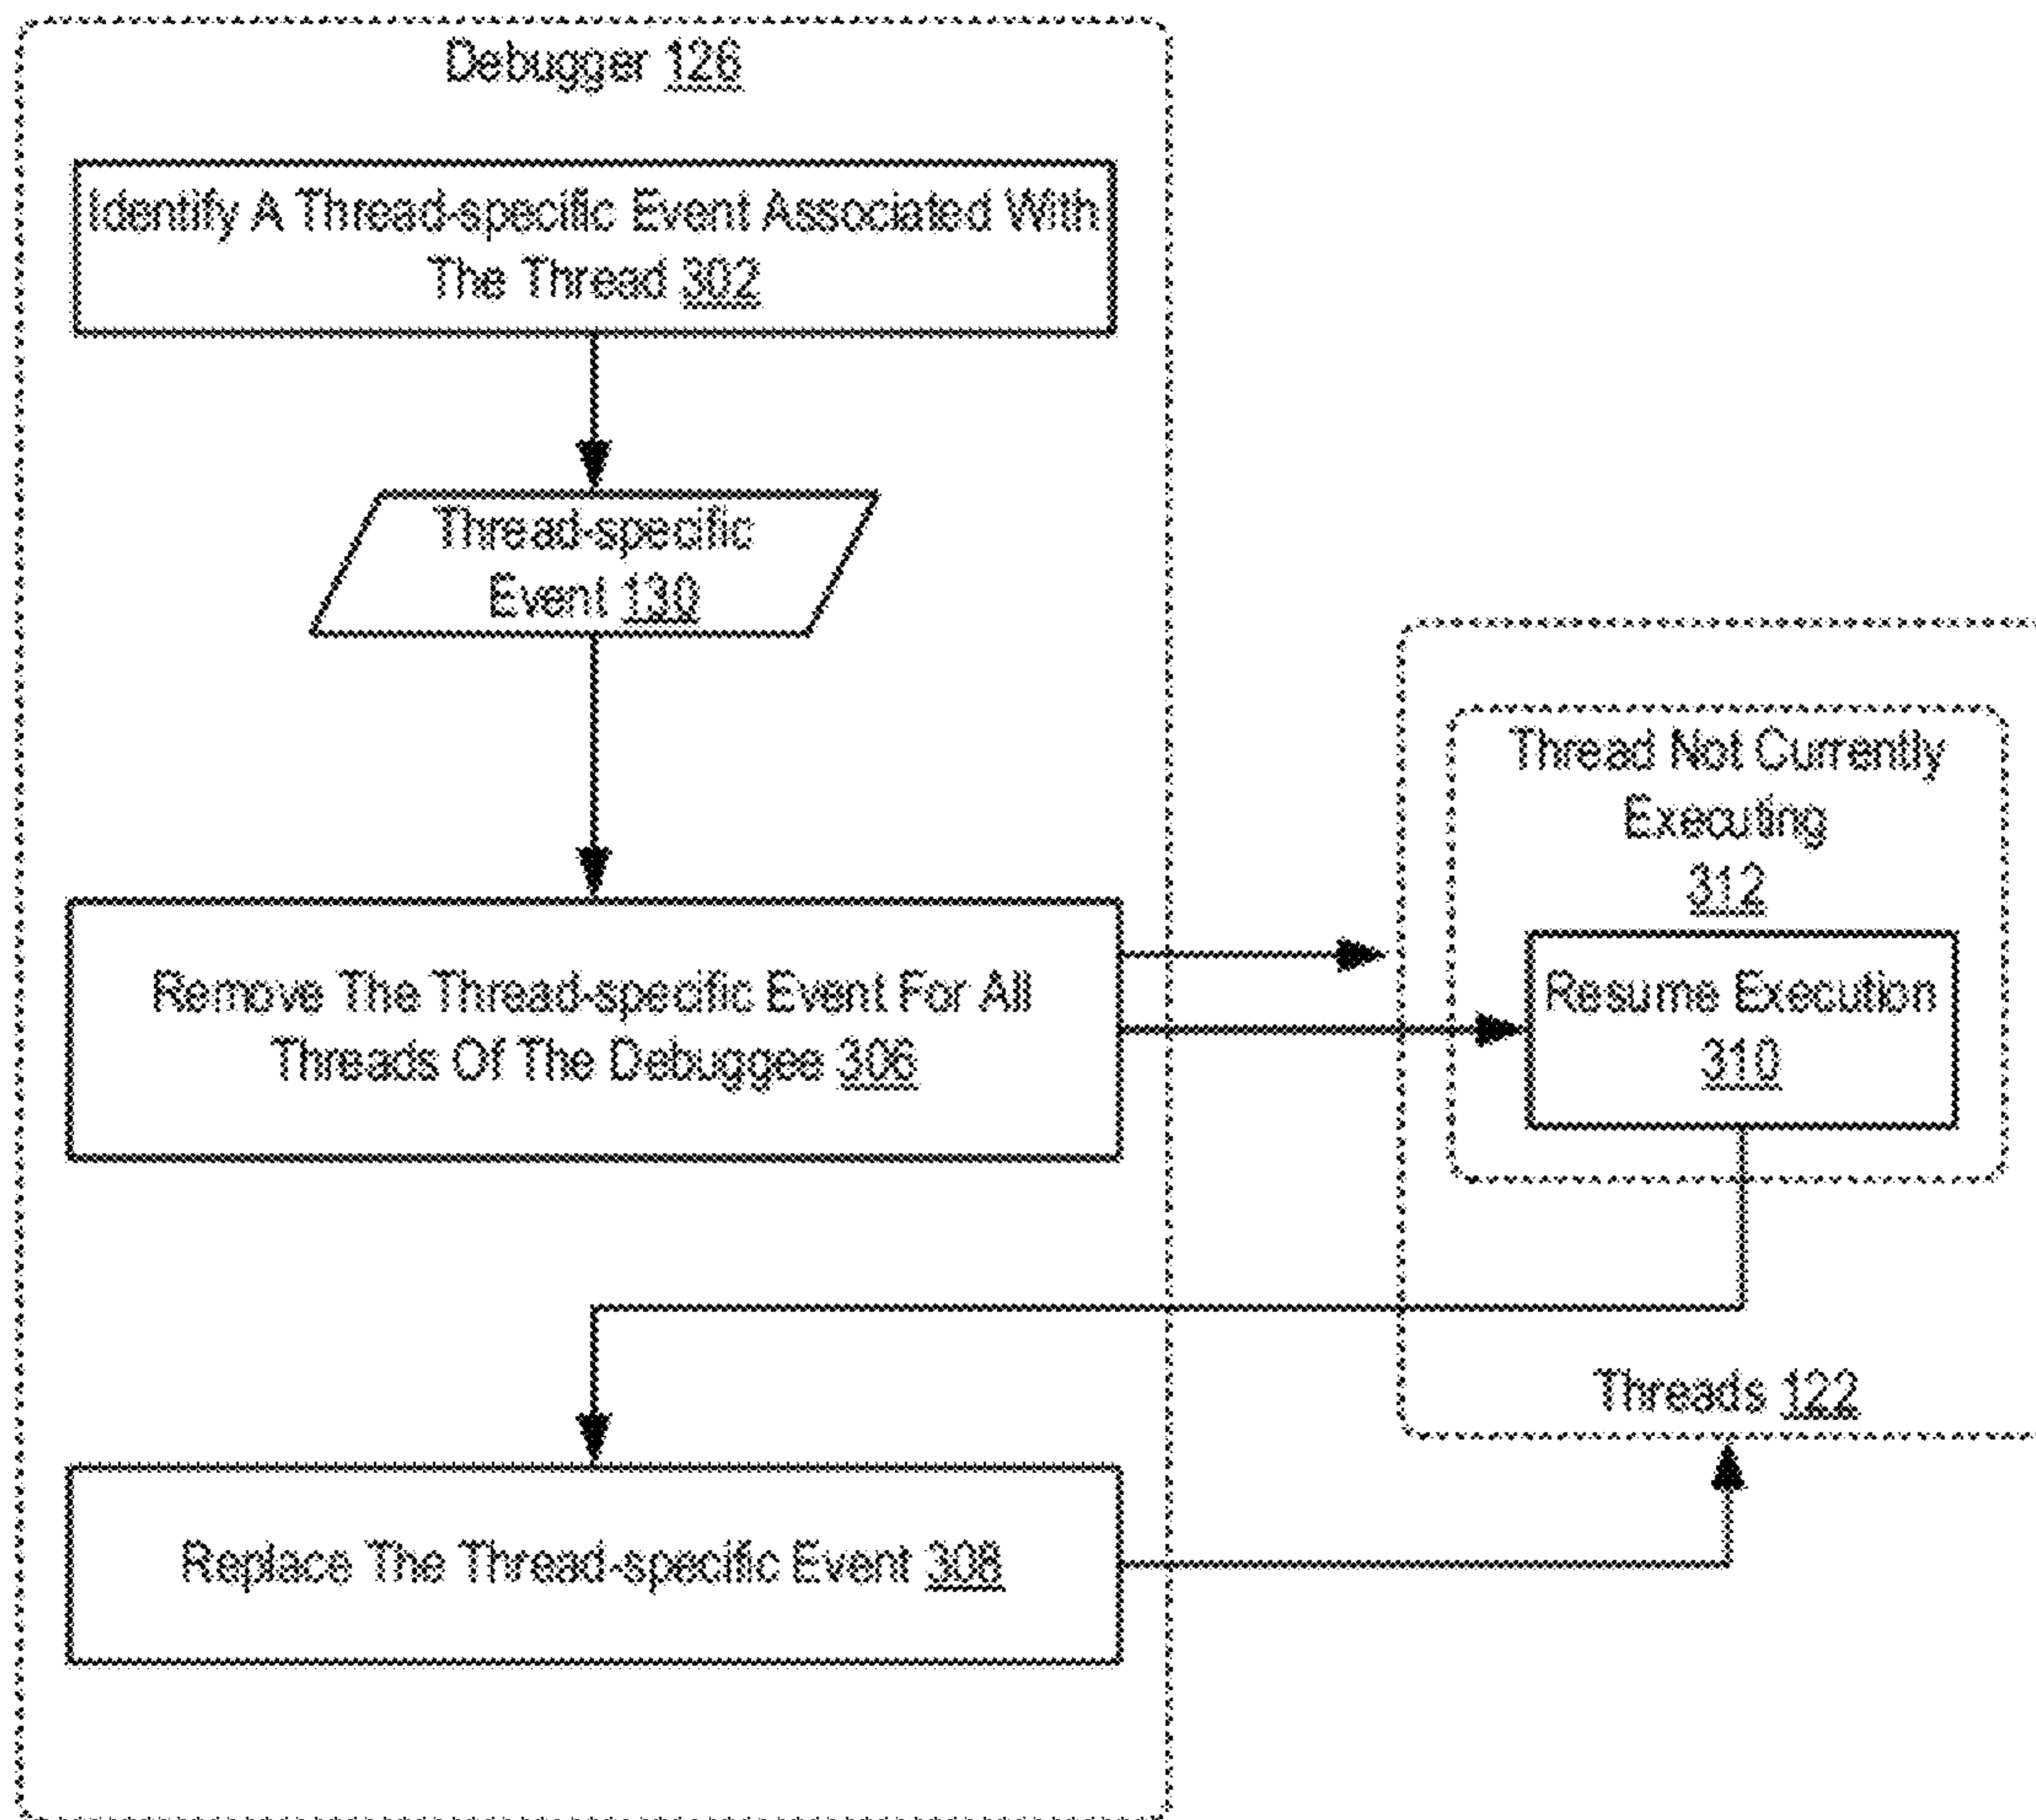 Debugger 126
Identify A Thread-specific Event Associated With
The Thread 302
Thread-specific
Event 130
Thread Not Currently
Executing
312
Remove The Thread-specific Event For All
Threads Of The Debuggee 306
Resume Execution
310
Threads 122
Replace The Thread-specific Event 308